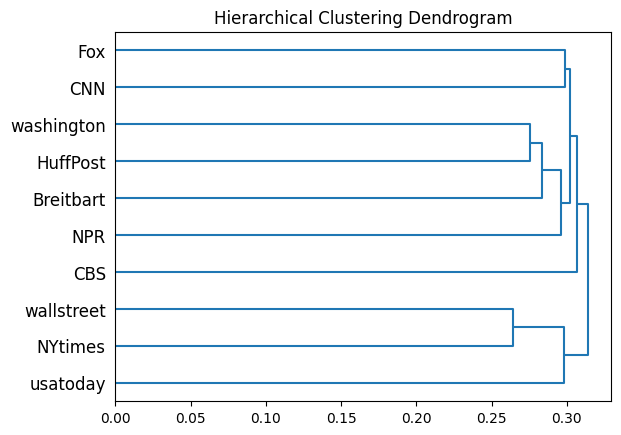 Hierarchical Clustering Dendrogram
Fox
CNN
washington
HuffPost
Breitbart
NPR
CBS
wallstreet
NYtimes
usatoday
0.00 0.05 0.10 0.15 0.20 0.25 0.30